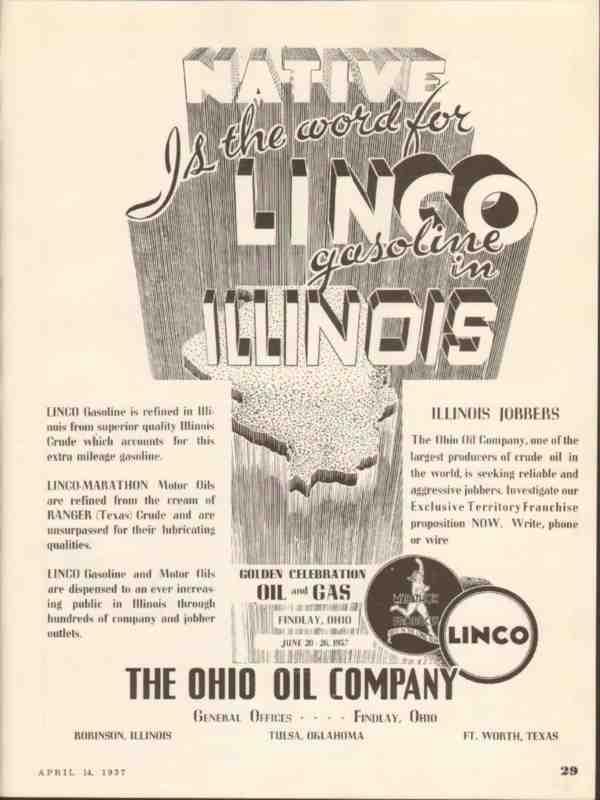 NATIVE
Is the word for
LINCO
gasoline
in
ILLINOIS
LINCO Gasoline is refined in Illi-
nois from superior quality Illinois
Crude which accounts for this
extra mileage gasoline.
LINCO-MARATHON Motor Oils
are refined from the cream of
RANGER (Texas) Crude and are
unsurpassed for their lubricating
qualities.
LINCO Gasoline and Motor Oils
are dispensed to an ever increas-
ing public in Illinois through
hundreds of company and jobber
outlets.
ILLINOIS JOBBERS
The Ohio Oil Company, one of the
largest producers of crude oil in
the world, is seeking reliable and
aggressive jobbers. Investigate our
Exclusive Territory Franchise
proposition NOW. Write, phone
or wire
GOLDEN CELEBRATION
OIL and GAS
FINDLAY, OHIO
JUNE 20 - 26, 1937
MARATHON
PRODUCTS
LINCO
THE OHIO OIL COMPANY
GENERAL OFFICES - - - - FINDLAY, OHIO
ROBINSON, ILLINOIS TULSA, OKLAHOMA FT. WORTH, TEXAS
APRIL 14, 1937 29